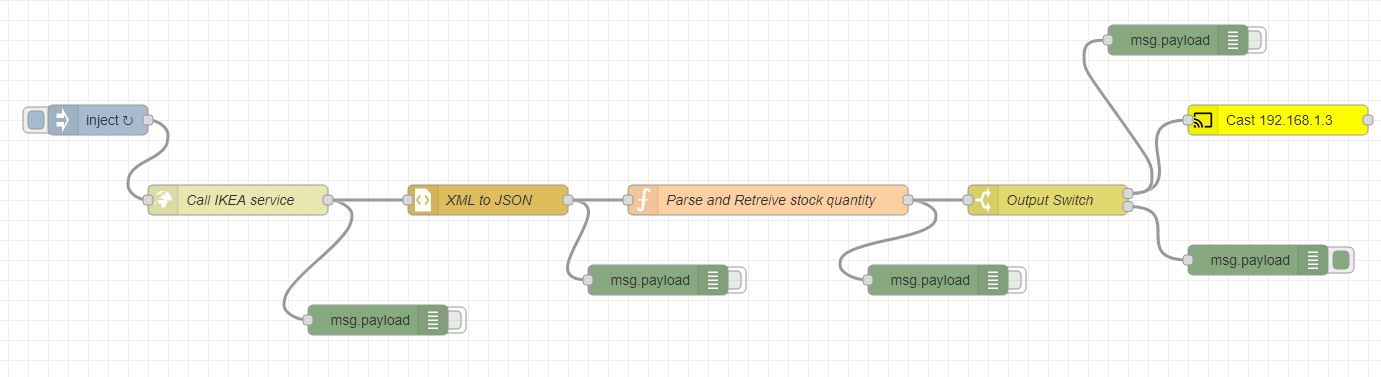 msg.payload
inject ↻
Cast 192.168.1.3
Call IKEA service
XML to JSON
Parse and Retreive stock quantity
Output Switch
msg.payload
msg.payload
msg.payload
msg.payload